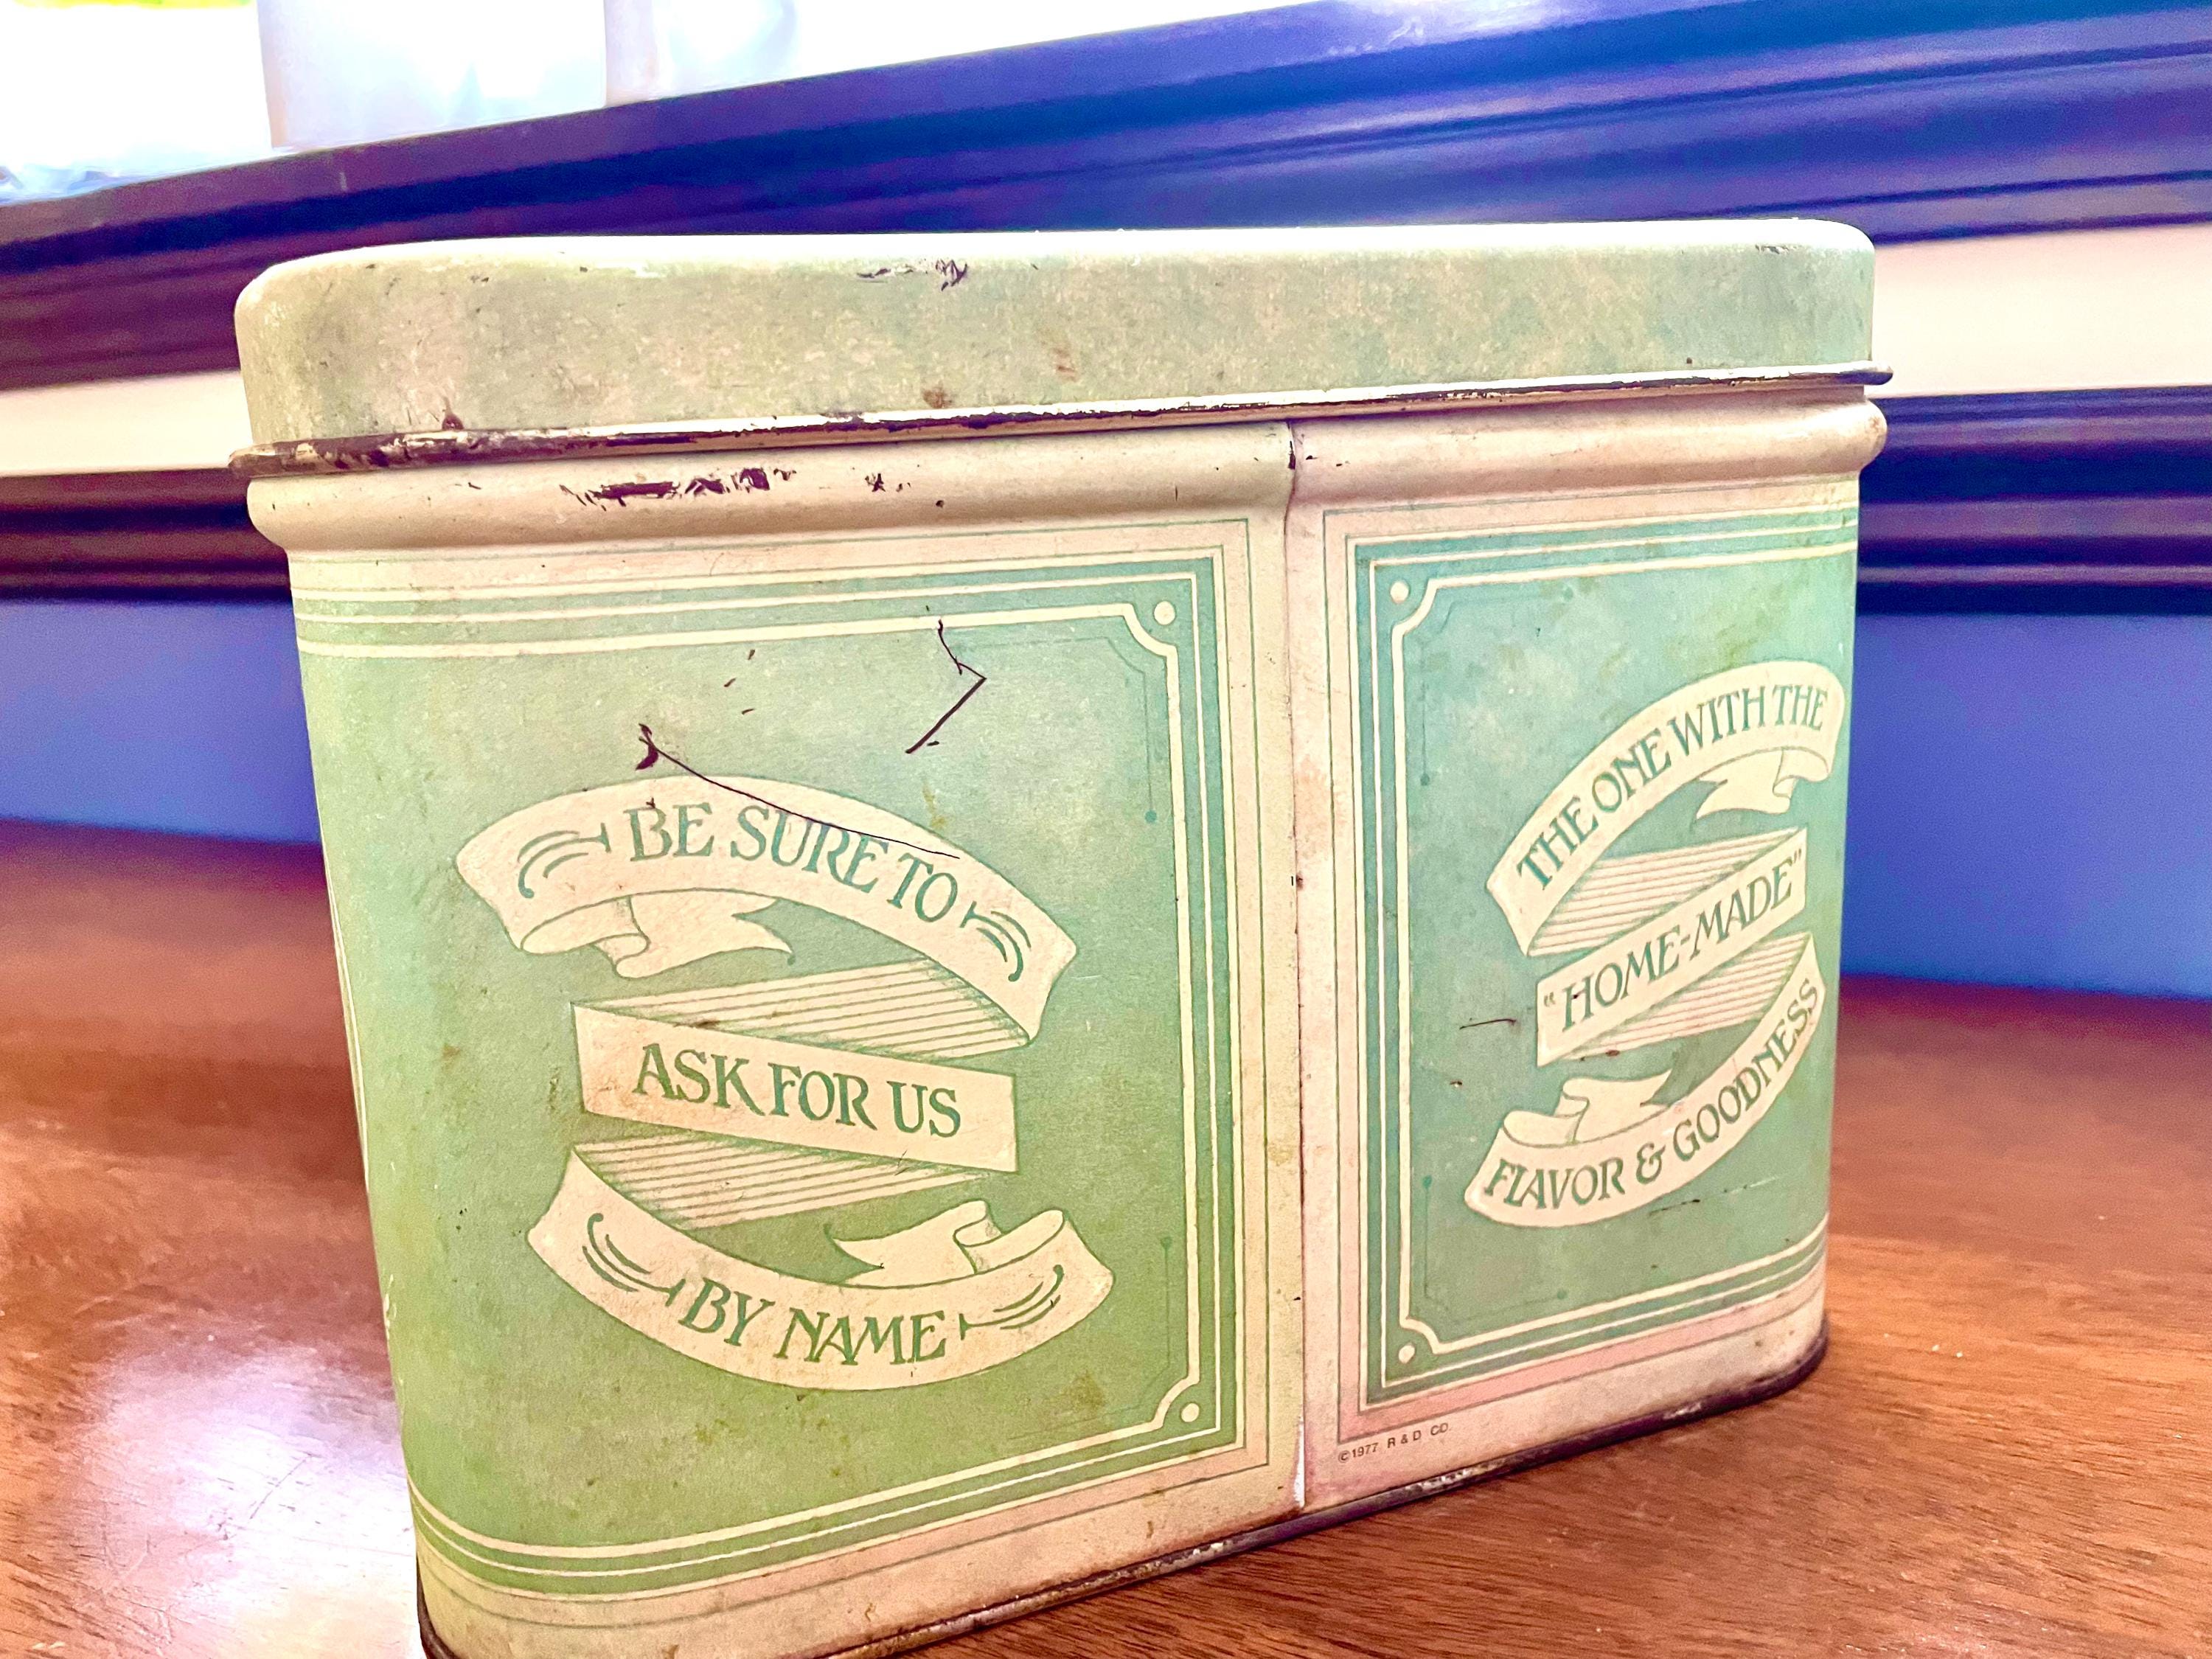 BE SURE TO
ASK FOR US
BY NAME
THE ONE WITH THE
"HOME-MADE"
FLAVOR & GOODNESS
©1977 R & D CO.